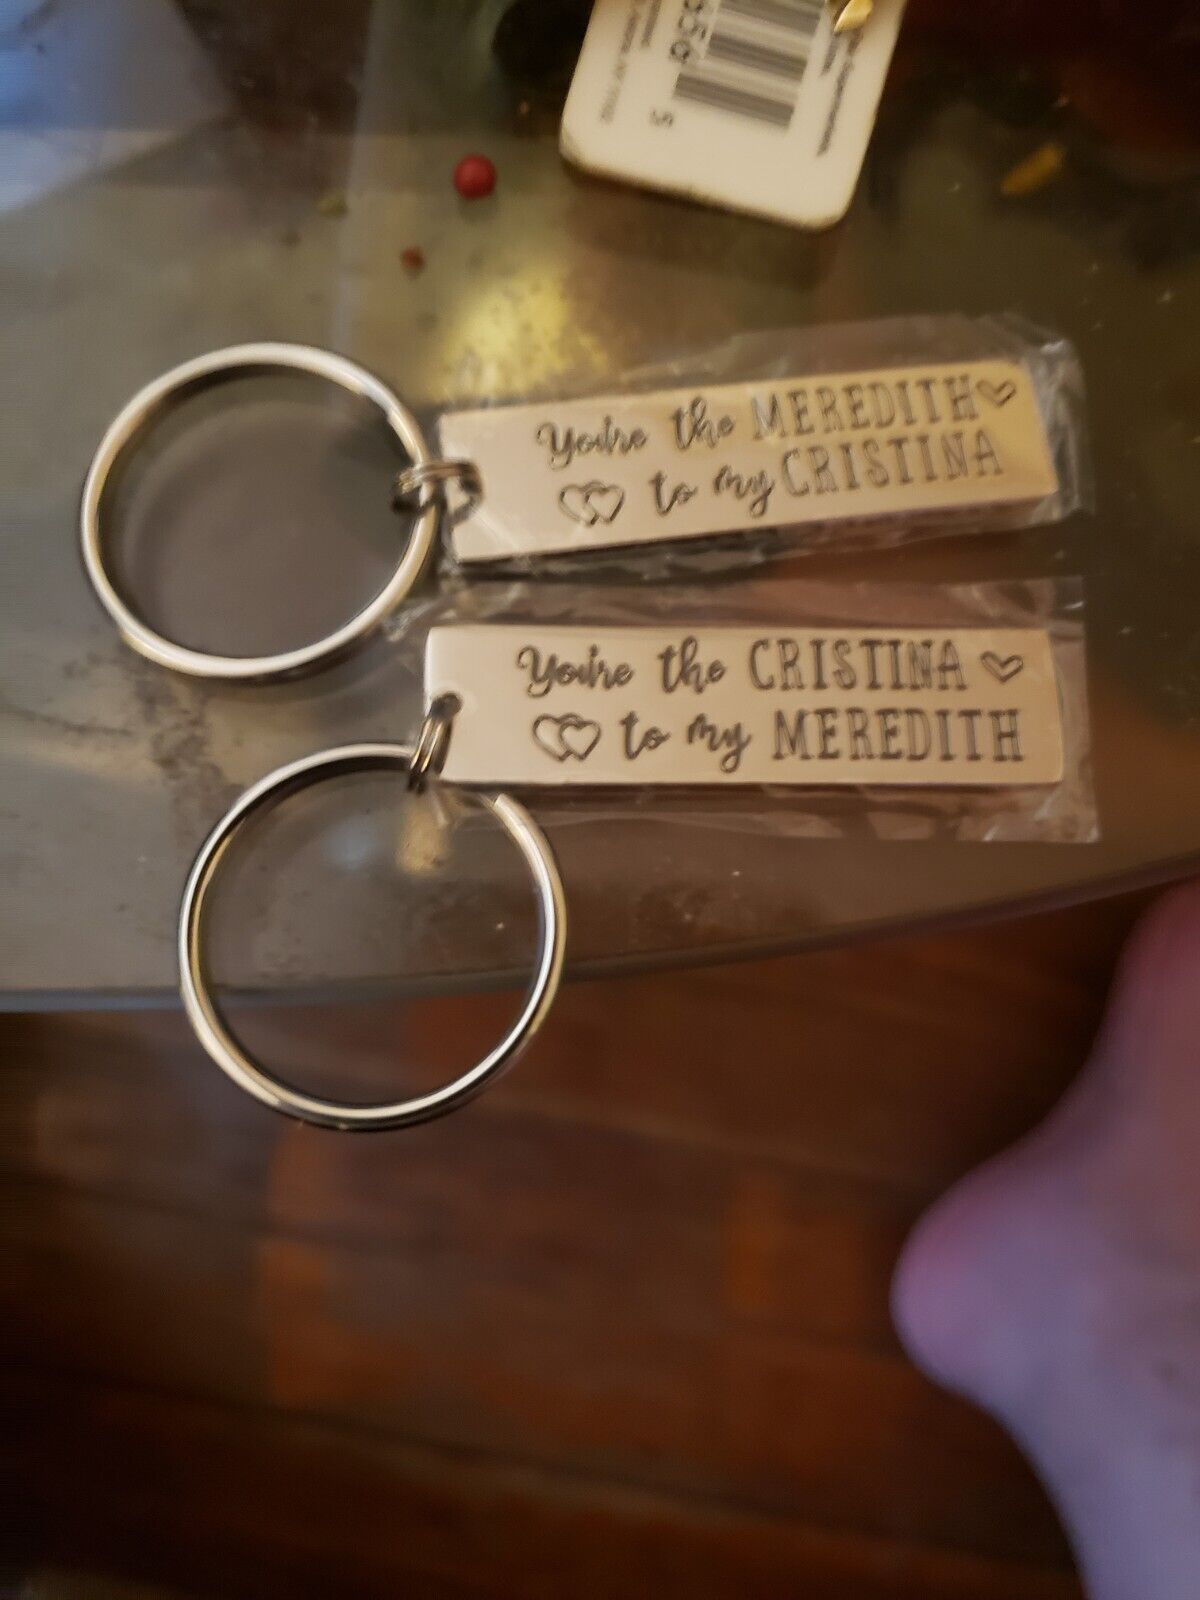 You're the MEREDITH
to my CRISTINA
You're the CRISTINA
to my MEREDITH